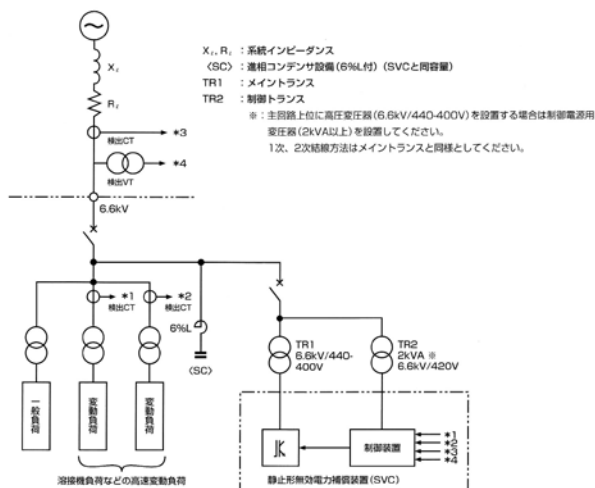 Xℓ, Rℓ：系統インピーダンス
〈SC〉：進相コンデンサ設備(6%L付)(SVCと同容量)
TR1：メイントランス
TR2：制御トランス
※：主回路上位に高圧変圧器(6.6kV/440-400V)を設置する場合は制御電源用
変圧器(2kVA以上)を設置してください。
1次、2次結線方法はメイントランスと同様としてください。
Xℓ
Rℓ
*3
検出CT
*4
検出VT
6.6kV
*1
検出CT
*2
検出CT
6%L
〈SC〉
TR1
6.6kV/440-
400V
TR2
2kVA ※
6.6kV/420V
一般負荷
変動負荷
変動負荷
制御装置
*1
*2
*3
*4
溶接機負荷などの高速変動負荷
静止形無効電力補償装置(SVC)